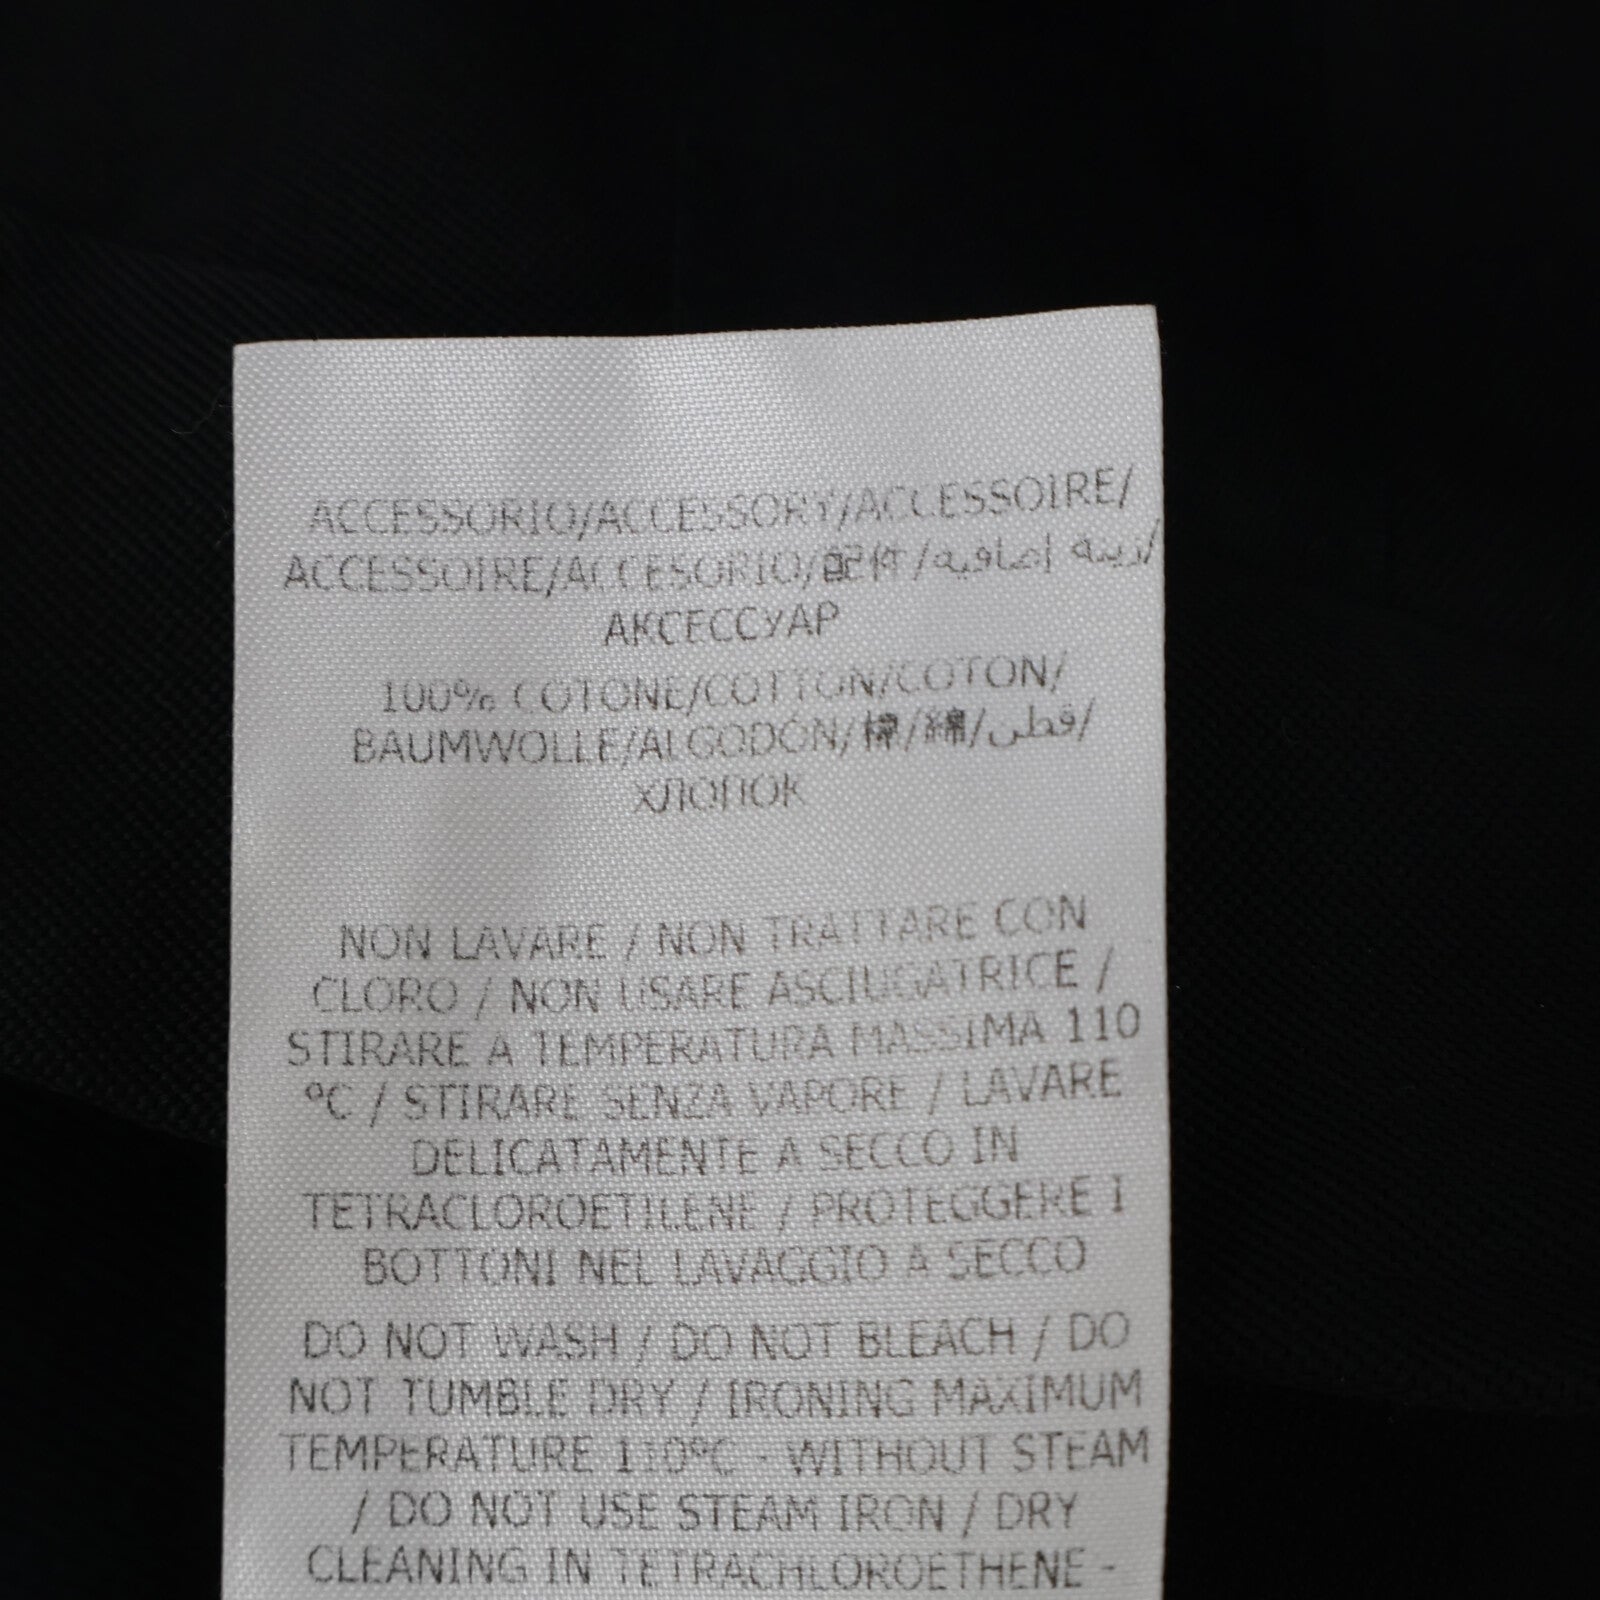 ACCESSORIO/ACCESSORY/ACCESSOIRE/
ACCESSOIRE/ACCESORIO/配件/زينة إضافية/
АКСЕССУАР
100% COTONE/COTTON/COTON/
BAUMWOLLE/ALGODÓN/棉/綿/قطن/
ХЛОПОК
NON LAVARE / NON TRATTARE CON
CLORO / NON USARE ASCIUGATRICE /
STIRARE A TEMPERATURA MASSIMA 110
°C / STIRARE SENZA VAPORE / LAVARE
DELICATAMENTE A SECCO IN
TETRACLOROETILENE / PROTEGGERE I
BOTTONI NEL LAVAGGIO A SECCO
DO NOT WASH / DO NOT BLEACH / DO
NOT TUMBLE DRY / IRONING MAXIMUM
TEMPERATURE 110°C - WITHOUT STEAM
/ DO NOT USE STEAM IRON / DRY
CLEANING IN TETRACHLOROETHENE -